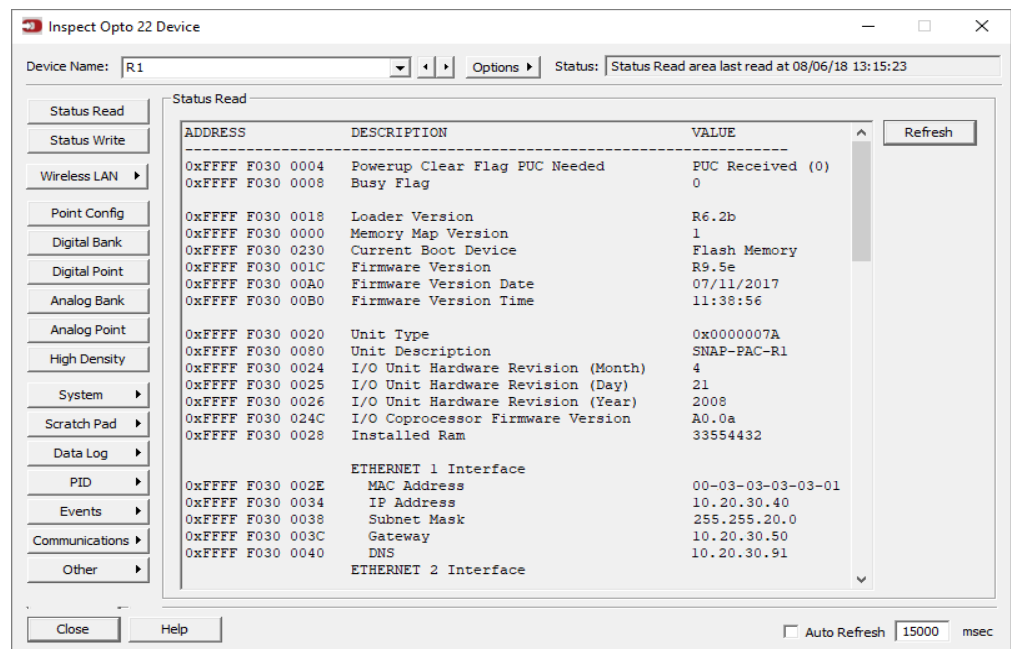 Inspect Opto 22 Device
Device Name: R1 Options Status: Status Read area last read at 08/06/18 13:15:23
Status Read
Status Write
Wireless LAN
Point Config
Digital Bank
Digital Point
Analog Bank
Analog Point
High Density
System
Scratch Pad
Data Log
PID
Events
Communications
Other
Status Read
Refresh
ADDRESS DESCRIPTION VALUE
--------------------------------------------------------------------------
0xFFFF F030 0004 Powerup Clear Flag PUC Needed PUC Received (0)
0xFFFF F030 0008 Busy Flag 0
0xFFFF F030 0018 Loader Version R6.2b
0xFFFF F030 0000 Memory Map Version 1
0xFFFF F030 0230 Current Boot Device Flash Memory
0xFFFF F030 001C Firmware Version R9.5e
0xFFFF F030 00A0 Firmware Version Date 07/11/2017
0xFFFF F030 00B0 Firmware Version Time 11:38:56
0xFFFF F030 0020 Unit Type 0x0000007A
0xFFFF F030 0080 Unit Description SNAP-PAC-R1
0xFFFF F030 0024 I/O Unit Hardware Revision (Month) 4
0xFFFF F030 0025 I/O Unit Hardware Revision (Day) 21
0xFFFF F030 0026 I/O Unit Hardware Revision (Year) 2008
0xFFFF F030 024C I/O Coprocessor Firmware Version A0.0a
0xFFFF F030 0028 Installed Ram 33554432
ETHERNET 1 Interface
0xFFFF F030 002E MAC Address 00-03-03-03-03-01
0xFFFF F030 0034 IP Address 10.20.30.40
0xFFFF F030 0038 Subnet Mask 255.255.20.0
0xFFFF F030 003C Gateway 10.20.30.50
0xFFFF F030 0040 DNS 10.20.30.91
ETHERNET 2 Interface
Close Help Auto Refresh 15000 msec